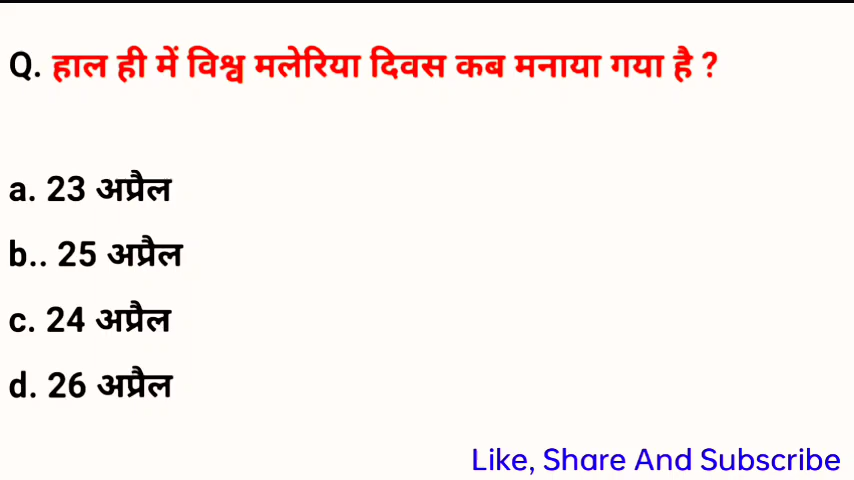 Q. हाल ही में विश्व मलेरिया दिवस कब मनाया गया है ?
a. 23 अप्रैल
b.. 25 अप्रैल
c. 24 अप्रैल
d. 26 अप्रैल
Like, Share And Subscribe